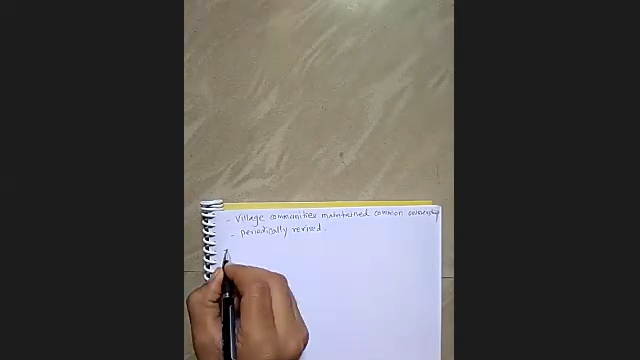 - Village communities maintained common ownership
- periodically revised.